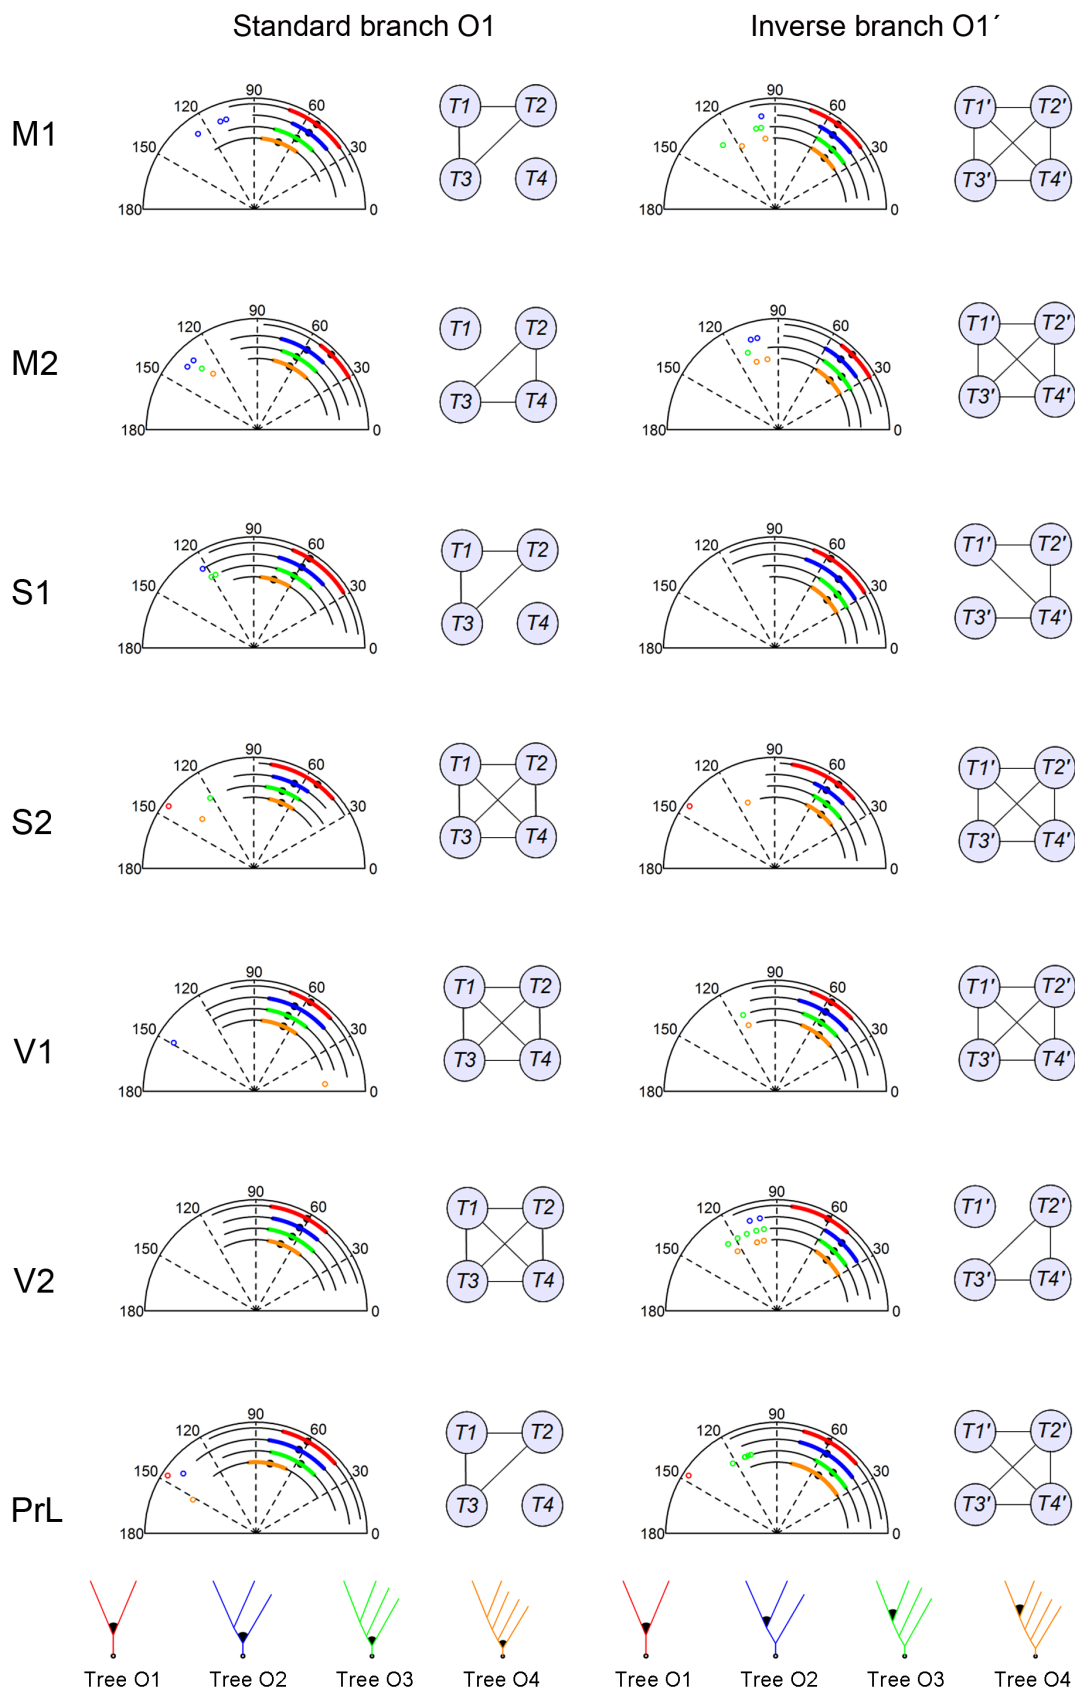 Standard branch O1 Inverse branch O1´
M1
180 150 120 90 60 30 0
T1 T2
T3 T4
180 150 120 90 60 30 0
T1' T2'
T3' T4'
M2
180 150 120 90 60 30 0
T1 T2
T3 T4
180 150 120 90 60 30 0
T1' T2'
T3' T4'
S1
180 150 120 90 60 30 0
T1 T2
T3 T4
180 150 120 90 60 30 0
T1' T2'
T3' T4'
S2
180 150 120 90 60 30 0
T1 T2
T3 T4
180 150 120 90 60 30 0
T1' T2'
T3' T4'
V1
180 150 120 90 60 30 0
T1 T2
T3 T4
180 150 120 90 60 30 0
T1' T2'
T3' T4'
V2
180 150 120 90 60 30 0
T1 T2
T3 T4
180 150 120 90 60 30 0
T1' T2'
T3' T4'
PrL
180 150 120 90 60 30 0
T1 T2
T3 T4
180 150 120 90 60 30 0
T1' T2'
T3' T4'
Tree O1 Tree O2 Tree O3 Tree O4 Tree O1 Tree O2 Tree O3 Tree O4